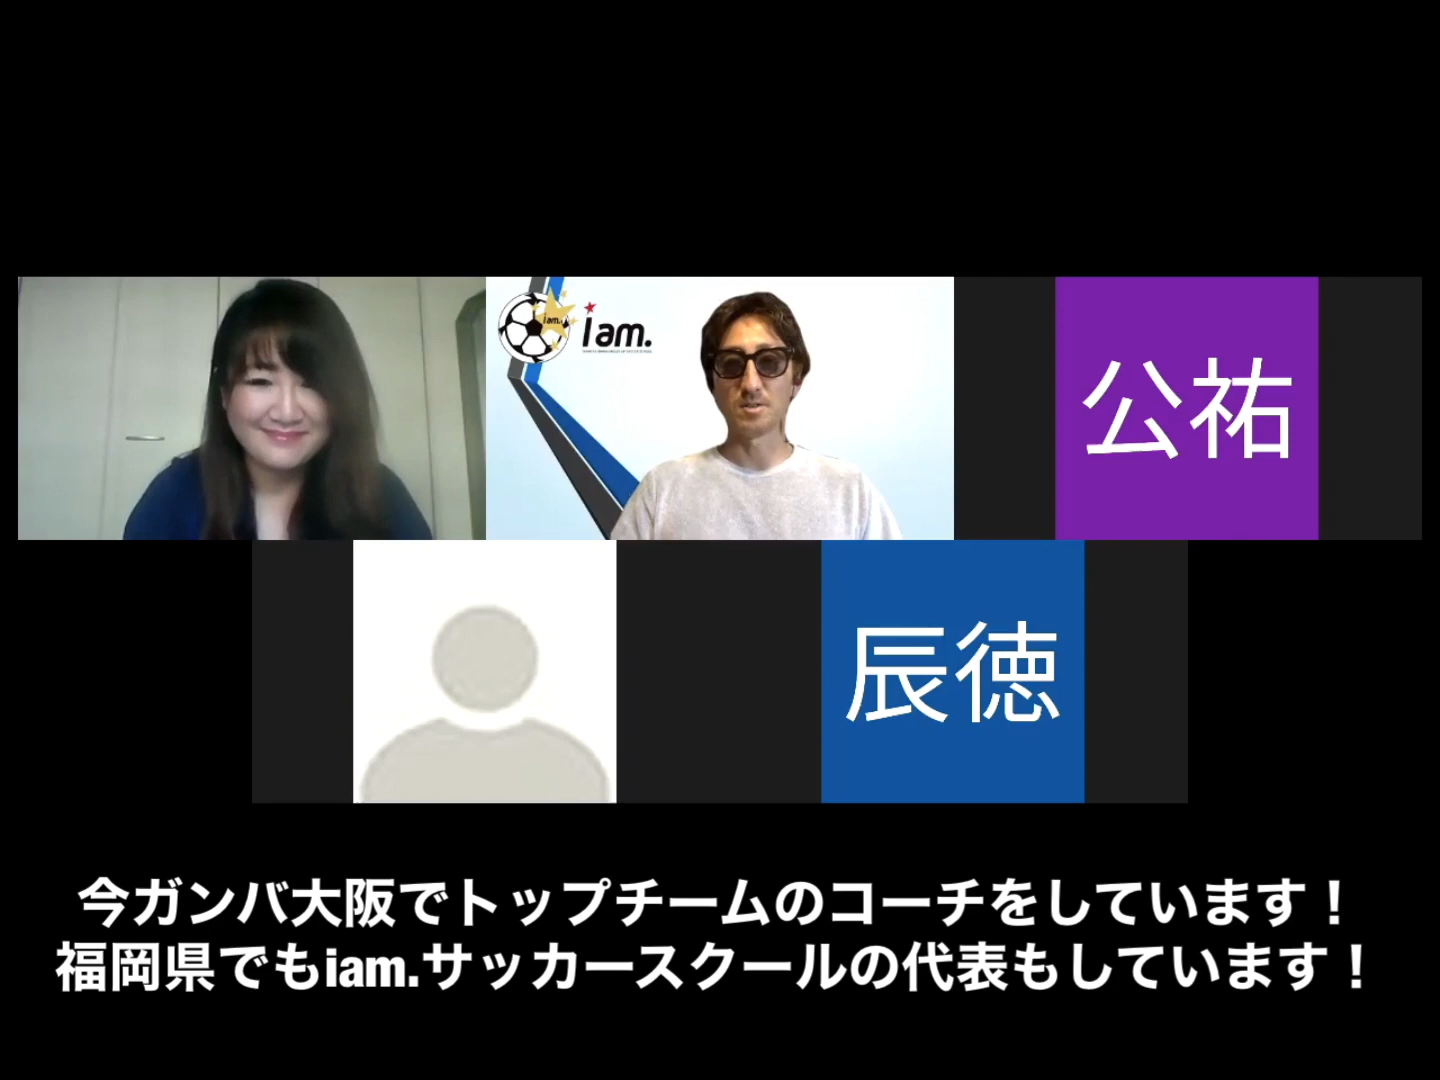 iam.
iam.
公祐
辰徳
今ガンバ大阪でトップチームのコーチをしています！
福岡県でもiam.サッカースクールの代表もしています！